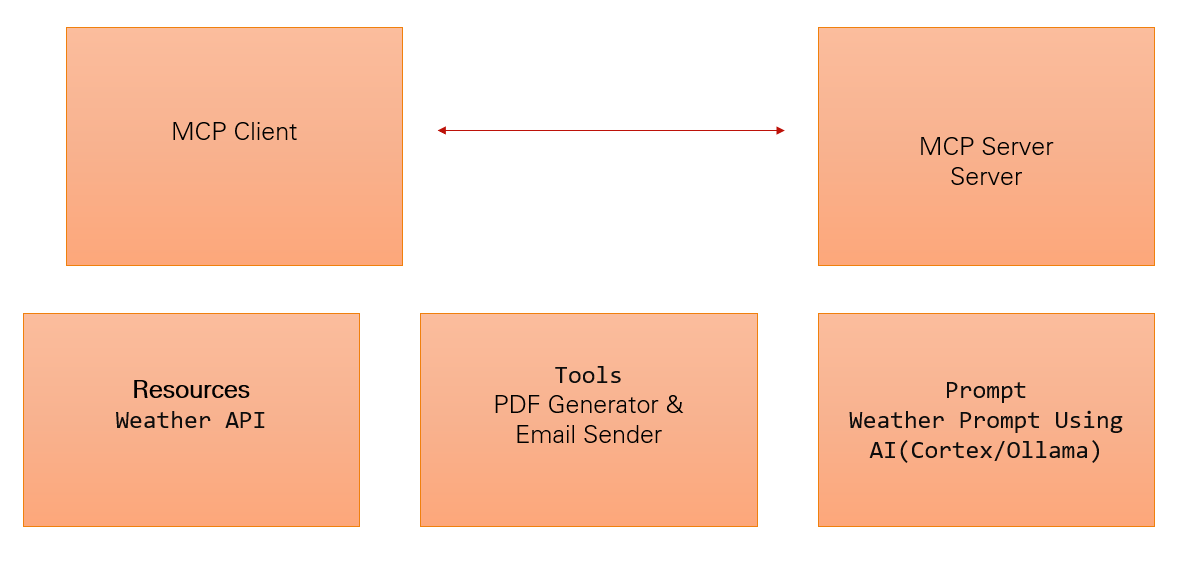 MCP Client
MCP Server
Server
Resources
Weather API
Tools
PDF Generator &
Email Sender
Prompt
Weather Prompt Using
AI(Cortex/Ollama)